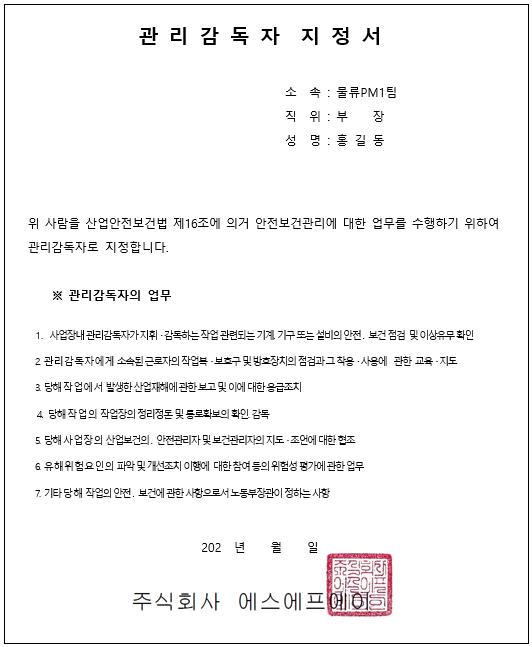 관 리 감 독 자 지 정 서
소 속 : 물류PM1팀
직 위 : 부 장
성 명 : 홍 길 동
위 사람을 산업안전보건법 제16조에 의거 안전보건관리에 대한 업무를 수행하기 위하여
관리감독자로 지정합니다.
※ 관리감독자의 업무
1. 사업장내 관리감독자가 지휘·감독하는 작업 관련되는 기계, 기구 또는 설비의 안전. 보건 점검 및 이상유무 확인
2. 관리감독자에게 소속된 근로자의 작업복·보호구 및 방호장치의 점검과 그 착용·사용에 관한 교육·지도
3. 당해 작업에서 발생한 산업재해에 관한 보고 및 이에 대한 응급조치
4. 당해 작업의 작업장의 정리정돈 및 통로확보의 확인. 감독
5. 당해 사업장의 산업보건의. 안전관리자 및 보건관리자의 지도·조언에 대한 협조
6. 유해위험요인의 파악 및 개선조치 이행에 대한 참여 등의 위험성 평가에 관한 업무
7. 기타 당해 작업의 안전. 보건에 관한 사항으로서 노동부장관이 정하는 사항
202 년 월 일
주식회사 에스에프에이